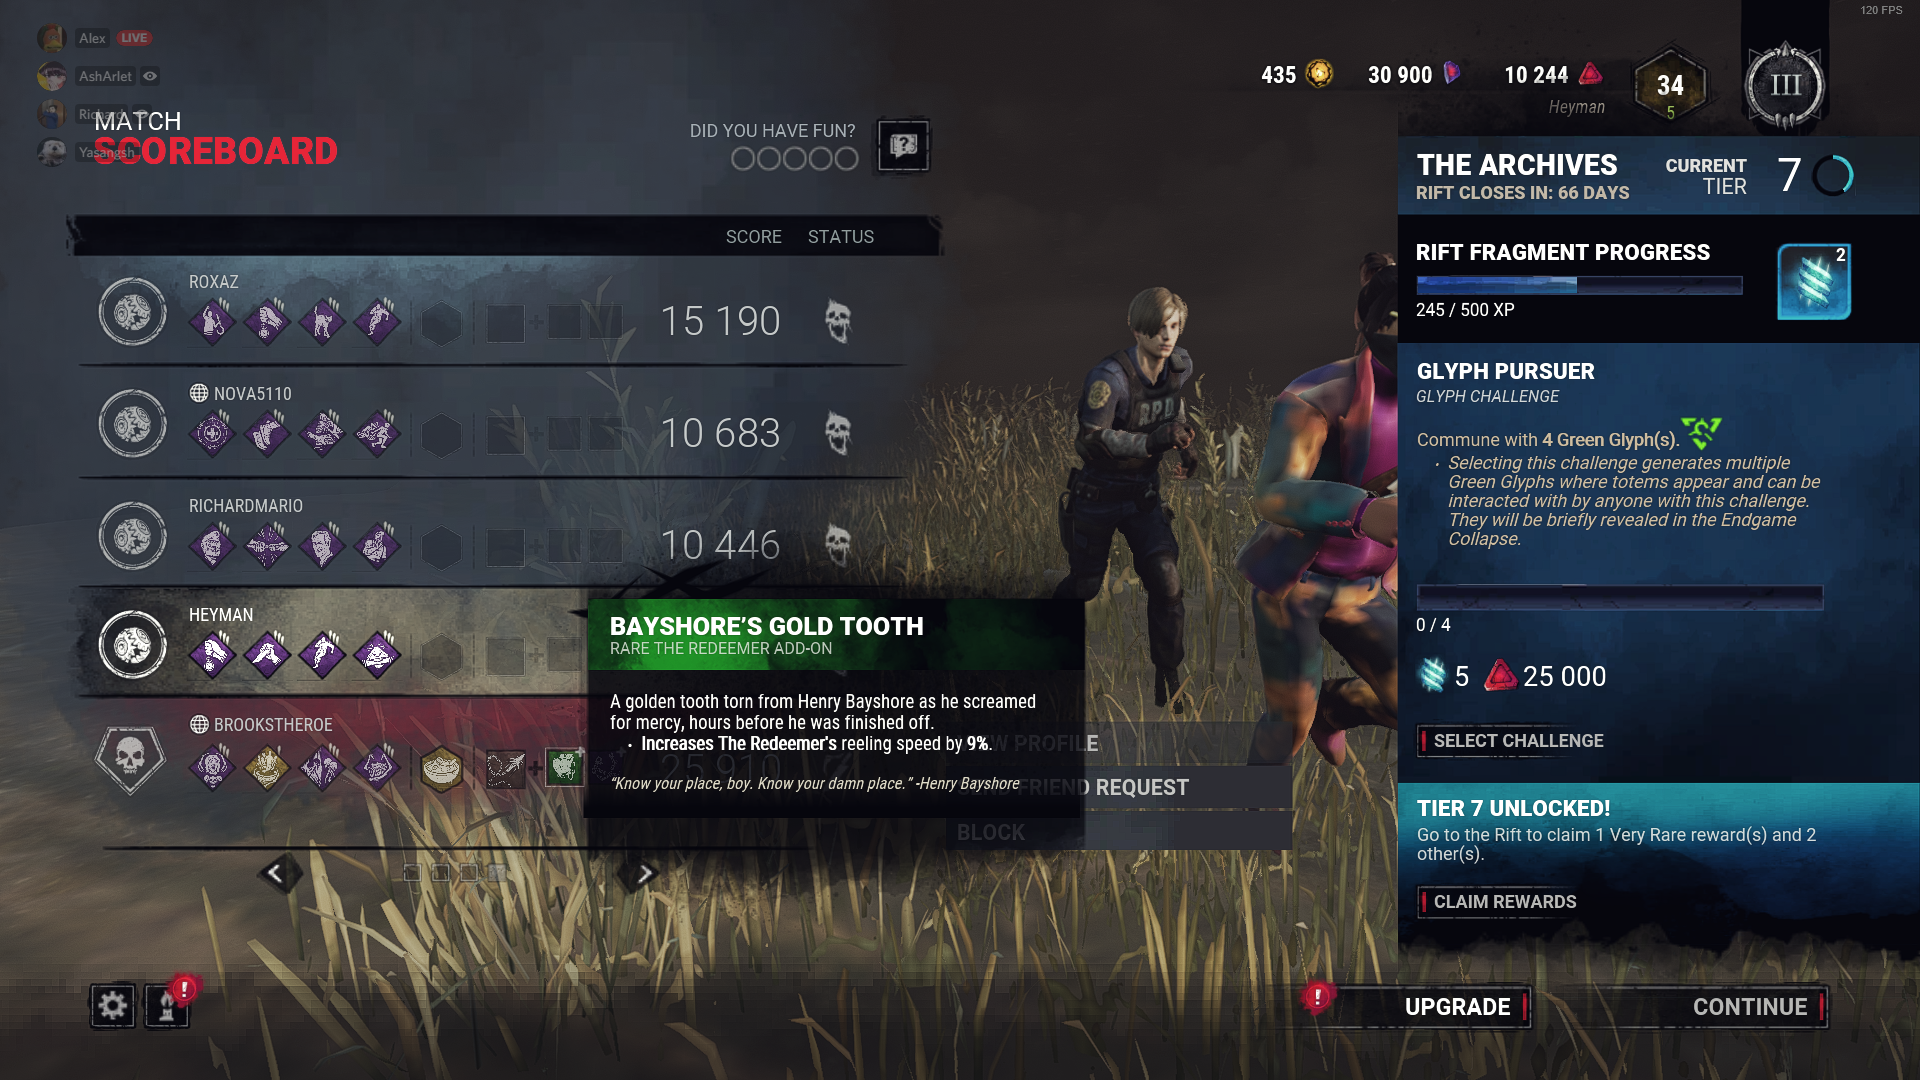 120 FPS
Alex LIVE
AshArlet
Richard
Yasangsh
MATCH
SCOREBOARD
DID YOU HAVE FUN?
435 30 900 10 244
Heyman
34
5
III
SCORE STATUS
ROXAZ
15 190
NOVA5110
10 683
RICHARDMARIO
10 446
HEYMAN
BROOKSTHEROE
25 910
BAYSHORE'S GOLD TOOTH
RARE THE REDEEMER ADD-ON
A golden tooth torn from Henry Bayshore as he screamed
for mercy, hours before he was finished off.
• Increases The Redeemer's reeling speed by 9%.
“Know your place, boy. Know your damn place.” -Henry Bayshore
VIEW PROFILE
SEND FRIEND REQUEST
BLOCK
THE ARCHIVES
RIFT CLOSES IN: 66 DAYS
CURRENT
TIER
7
RIFT FRAGMENT PROGRESS
2
245 / 500 XP
GLYPH PURSUER
GLYPH CHALLENGE
Commune with 4 Green Glyph(s).
• Selecting this challenge generates multiple
Green Glyphs where totems appear and can be
interacted with by anyone with this challenge.
They will be briefly revealed in the Endgame
Collapse.
0 / 4
5 25 000
SELECT CHALLENGE
TIER 7 UNLOCKED!
Go to the Rift to claim 1 Very Rare reward(s) and 2
other(s).
CLAIM REWARDS
UPGRADE
CONTINUE